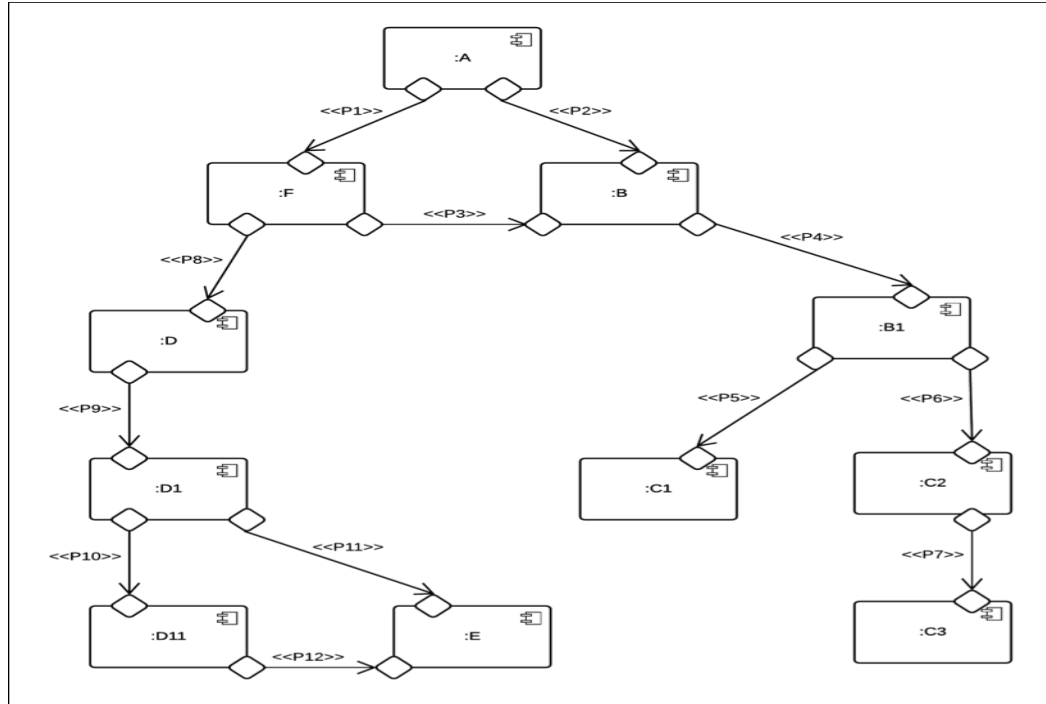 :A
<<P1>>
<<P2>>
:F
:B
<<P3>>
<<P4>>
<<P8>>
:D
:B1
<<P9>>
<<P5>>
<<P6>>
:D1
:C1
:C2
<<P10>>
<<P11>>
<<P7>>
:D11
:E
:C3
<<P12>>